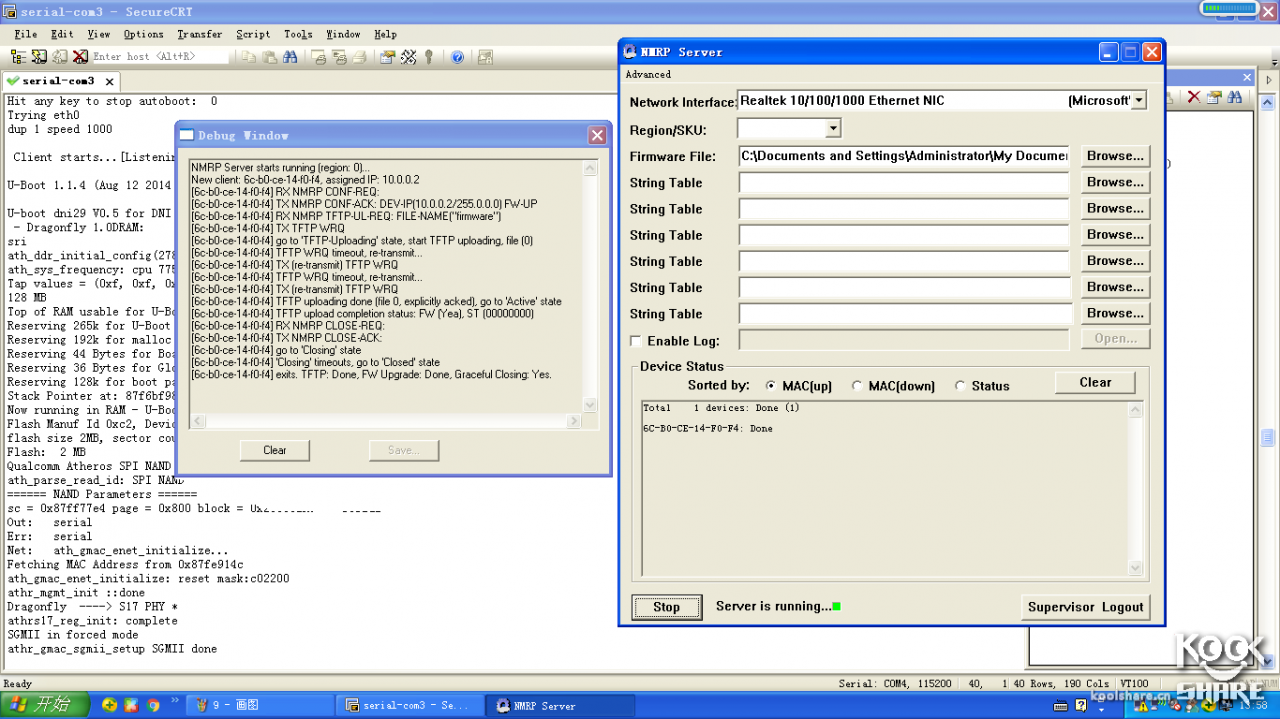 serial-com3 - SecureCRT
File Edit View Options Transfer Script Tools Window Help
Enter host <Alt+R>
serial-com3
Hit any key to stop autoboot: 0
Trying eth0
dup 1 speed 1000
Client starts...[Listenin
U-Boot 1.1.4 (Aug 12 2014
U-boot dni29 V0.5 for DNI
- Dragonfly 1.0DRAM:
sri
ath_ddr_initial_config(278
ath_sys_frequency: cpu 775
Tap values = (0xf, 0xf, 0x
128 MB
Top of RAM usable for U-Bo
Reserving 265k for U-Boot
Reserving 192k for malloc
Reserving 44 Bytes for Boa
Reserving 36 Bytes for Glo
Reserving 128k for boot pa
Stack Pointer at: 87f6bf98
Now running in RAM - U-Boo
Flash Manuf Id 0xc2, Devic
flash size 2MB, sector cou
Flash: 2 MB
Qualcomm Atheros SPI NAND
ath_parse_read_id: SPI NAND
====== NAND Parameters ======
sc = 0x87ff77e4 page = 0x800 block =
Out: serial
Err: serial
Net: ath_gmac_enet_initialize...
Fetching MAC Address from 0x87fe914c
ath_gmac_enet_initialize: reset mask:c02200
athr_mgmt_init ::done
Dragonfly ----> S17 PHY *
athrs17_reg_init: complete
SGMII in forced mode
athr_gmac_sgmii_setup SGMII done
Debug Window
NMRP Server starts running (region: 0)...
New client: 6c-b0-ce-14-f0-f4, assigned IP: 10.0.0.2
[6c-b0-ce-14-f0-f4] RX NMRP CONF-REQ:
[6c-b0-ce-14-f0-f4] TX NMRP CONF-ACK: DEV-IP(10.0.0.2/255.0.0.0) FW-UP
[6c-b0-ce-14-f0-f4] RX NMRP TFTP-UL-REQ: FILE-NAME("firmware")
[6c-b0-ce-14-f0-f4] TX TFTP WRQ
[6c-b0-ce-14-f0-f4] go to 'TFTP-Uploading' state, start TFTP uploading, file (0)
[6c-b0-ce-14-f0-f4] TFTP WRQ timeout, re-transmit...
[6c-b0-ce-14-f0-f4] TX (re-transmit) TFTP WRQ
[6c-b0-ce-14-f0-f4] TFTP WRQ timeout, re-transmit...
[6c-b0-ce-14-f0-f4] TX (re-transmit) TFTP WRQ
[6c-b0-ce-14-f0-f4] TFTP uploading done (file 0, explicitly acked), go to 'Active' state
[6c-b0-ce-14-f0-f4] TFTP upload completion status: FW (Yea), ST (00000000)
[6c-b0-ce-14-f0-f4] RX NMRP CLOSE-REQ:
[6c-b0-ce-14-f0-f4] TX NMRP CLOSE-ACK:
[6c-b0-ce-14-f0-f4] go to 'Closing' state
[6c-b0-ce-14-f0-f4] 'Closing' timeouts, go to 'Closed' state
[6c-b0-ce-14-f0-f4] exits. TFTP: Done, FW Upgrade: Done, Graceful Closing: Yes.
Clear Save...
NMRP Server
Advanced
Network Interface: Realtek 10/100/1000 Ethernet NIC (Microsoft'
Region/SKU:
Firmware File: C:\Documents and Settings\Administrator\My Documen Browse...
String Table Browse...
String Table Browse...
String Table Browse...
String Table Browse...
String Table Browse...
String Table Browse...
Enable Log: Open...
Device Status
Sorted by: MAC(up) MAC(down) Status Clear
Total 1 devices: Done (1)
6C-B0-CE-14-F0-F4: Done
Stop Server is running... Supervisor Logout
Ready Serial: COM4, 115200 40, 1 40 Rows, 190 Cols VT100
开始 9 - 画图 serial-com3 - Se... NMRP Server 13:58
KOOL SHARE
koolshare.cn